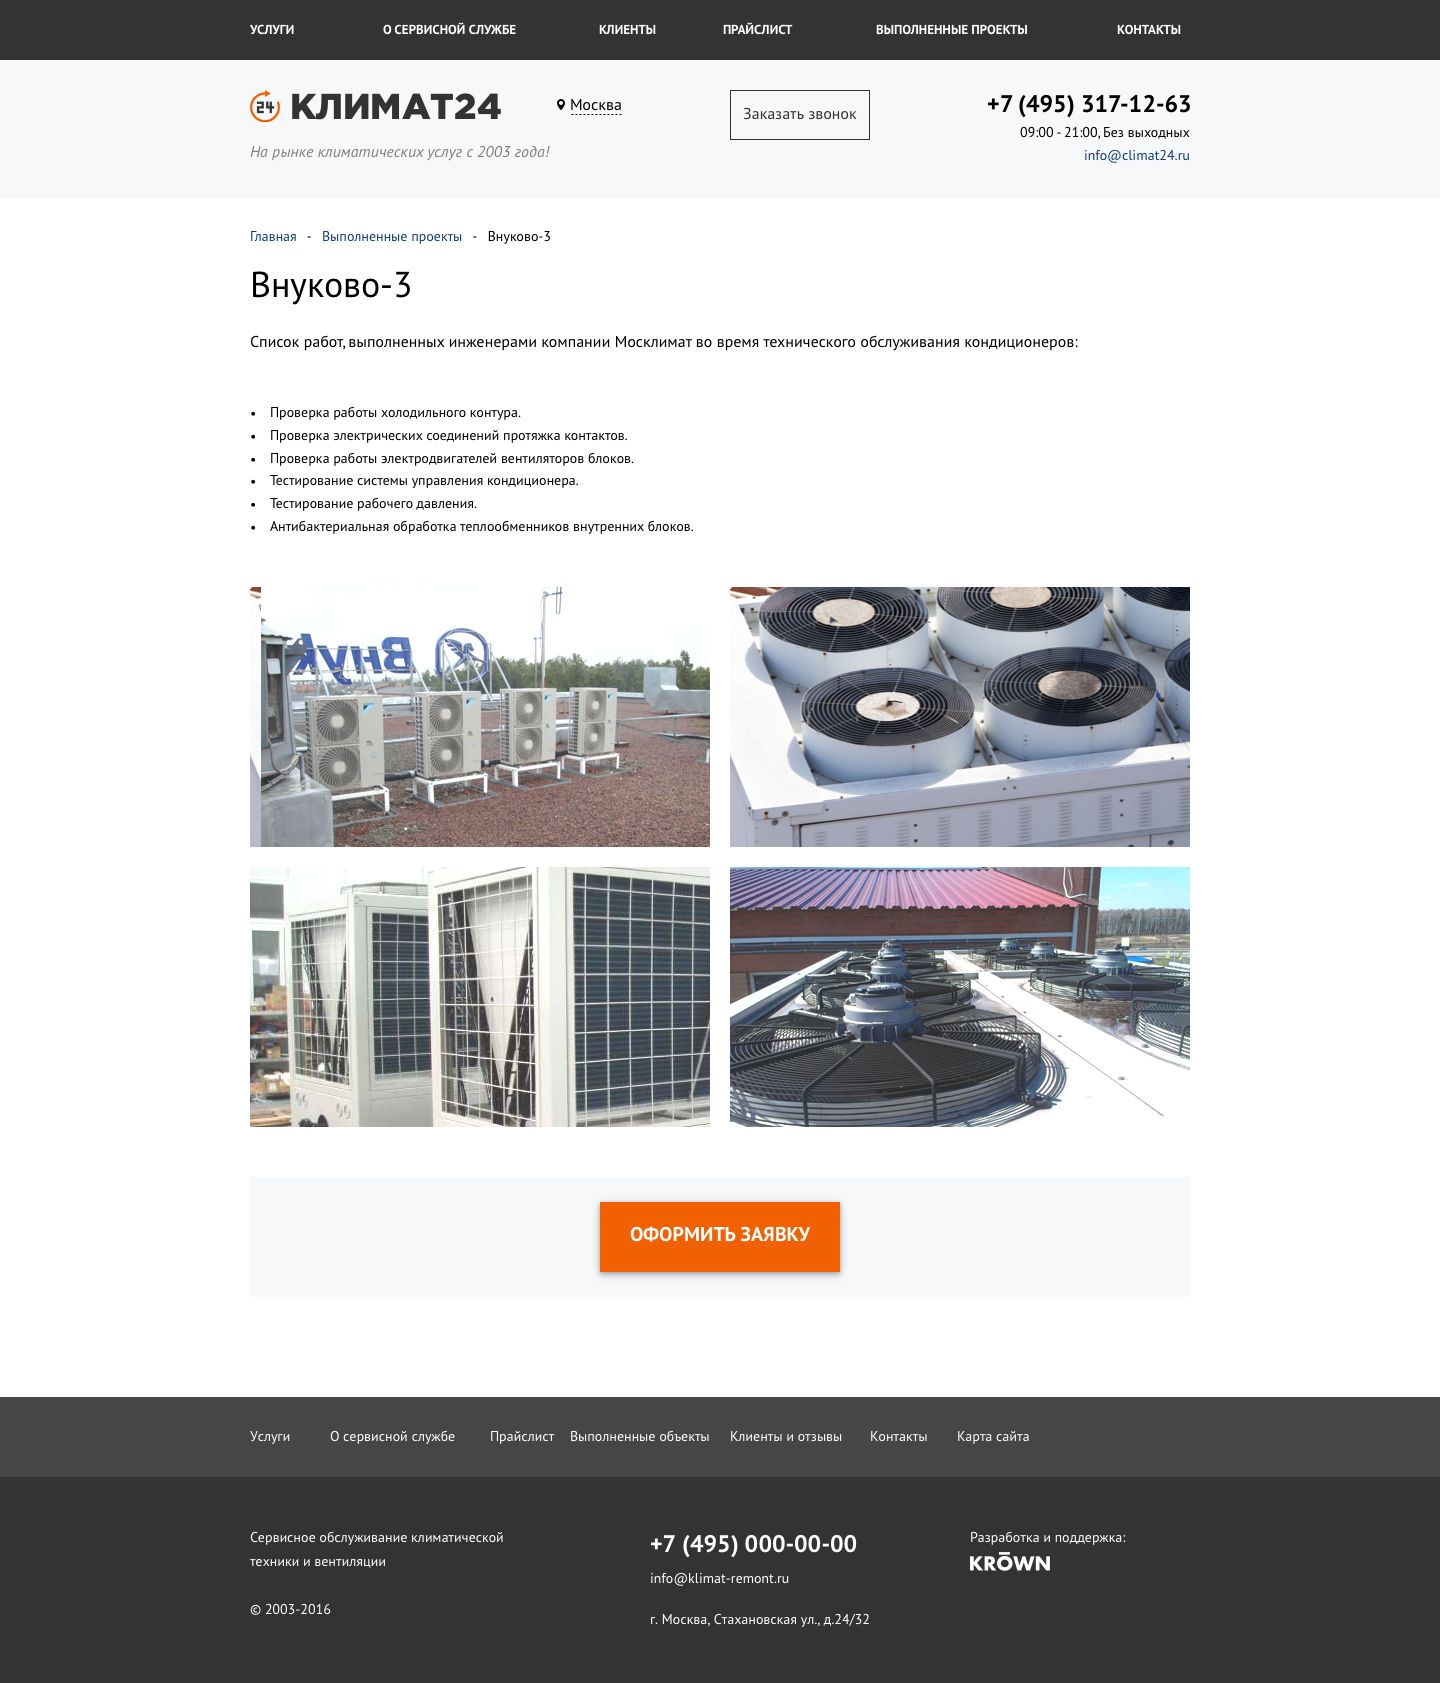 УСЛУГИ О СЕРВИСНОЙ СЛУЖБЕ КЛИЕНТЫ ПРАЙСЛИСТ ВЫПОЛНЕННЫЕ ПРОЕКТЫ КОНТАКТЫ
24 КЛИМАТ24 Москва Заказать звонок +7 (495) 317-12-63
09:00 - 21:00, Без выходных
На рынке климатических услуг с 2003 года! info@climat24.ru
Главная - Выполненные проекты - Внуково-3
Внуково-3
Список работ, выполненных инженерами компании Москлимат во время технического обслуживания кондиционеров:
• Проверка работы холодильного контура.
• Проверка электрических соединений протяжка контактов.
• Проверка работы электродвигателей вентиляторов блоков.
• Тестирование системы управления кондиционера.
• Тестирование рабочего давления.
• Антибактериальная обработка теплообменников внутренних блоков.
Внук
ОФОРМИТЬ ЗАЯВКУ
Услуги О сервисной службе Прайслист Выполненные объекты Клиенты и отзывы Контакты Карта сайта
Сервисное обслуживание климатической
техники и вентиляции
© 2003-2016
+7 (495) 000-00-00
info@klimat-remont.ru
г. Москва, Стахановская ул., д.24/32
Разработка и поддержка:
KRŌWN